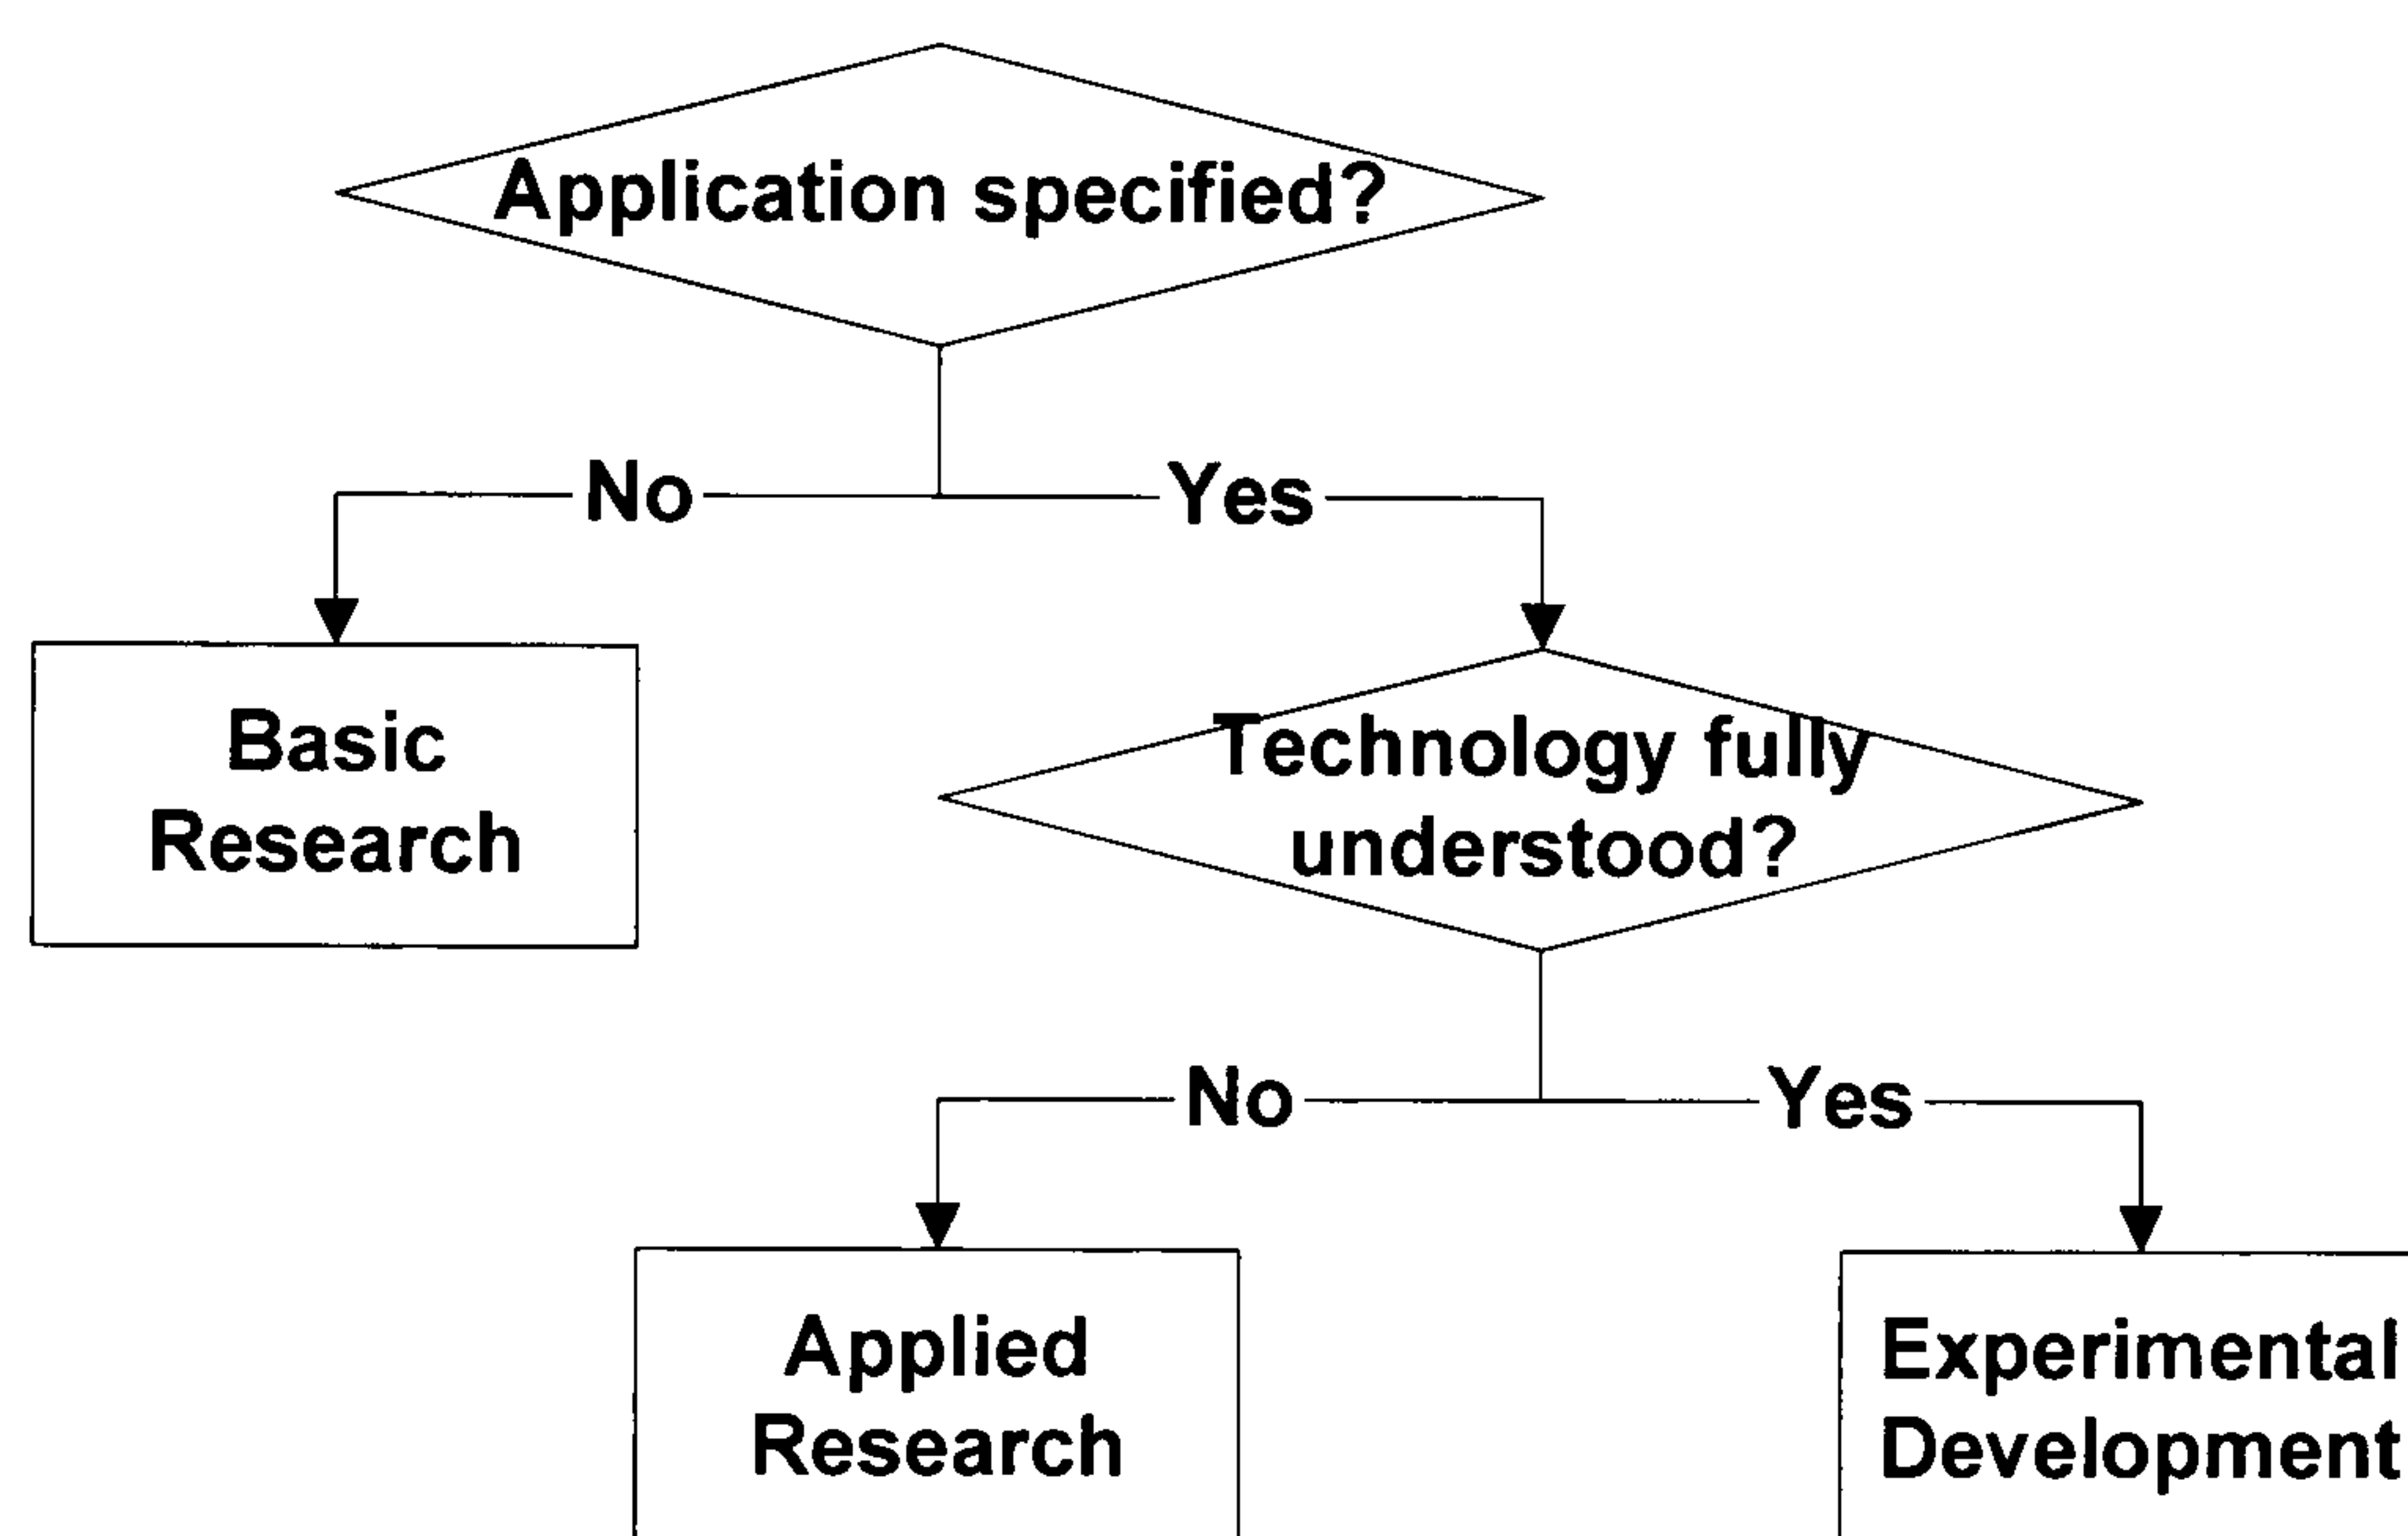 Application specified?
No
Yes
Basic
Research
Technology fully
understood?
No
Yes
Applied
Research
Experimental
Development